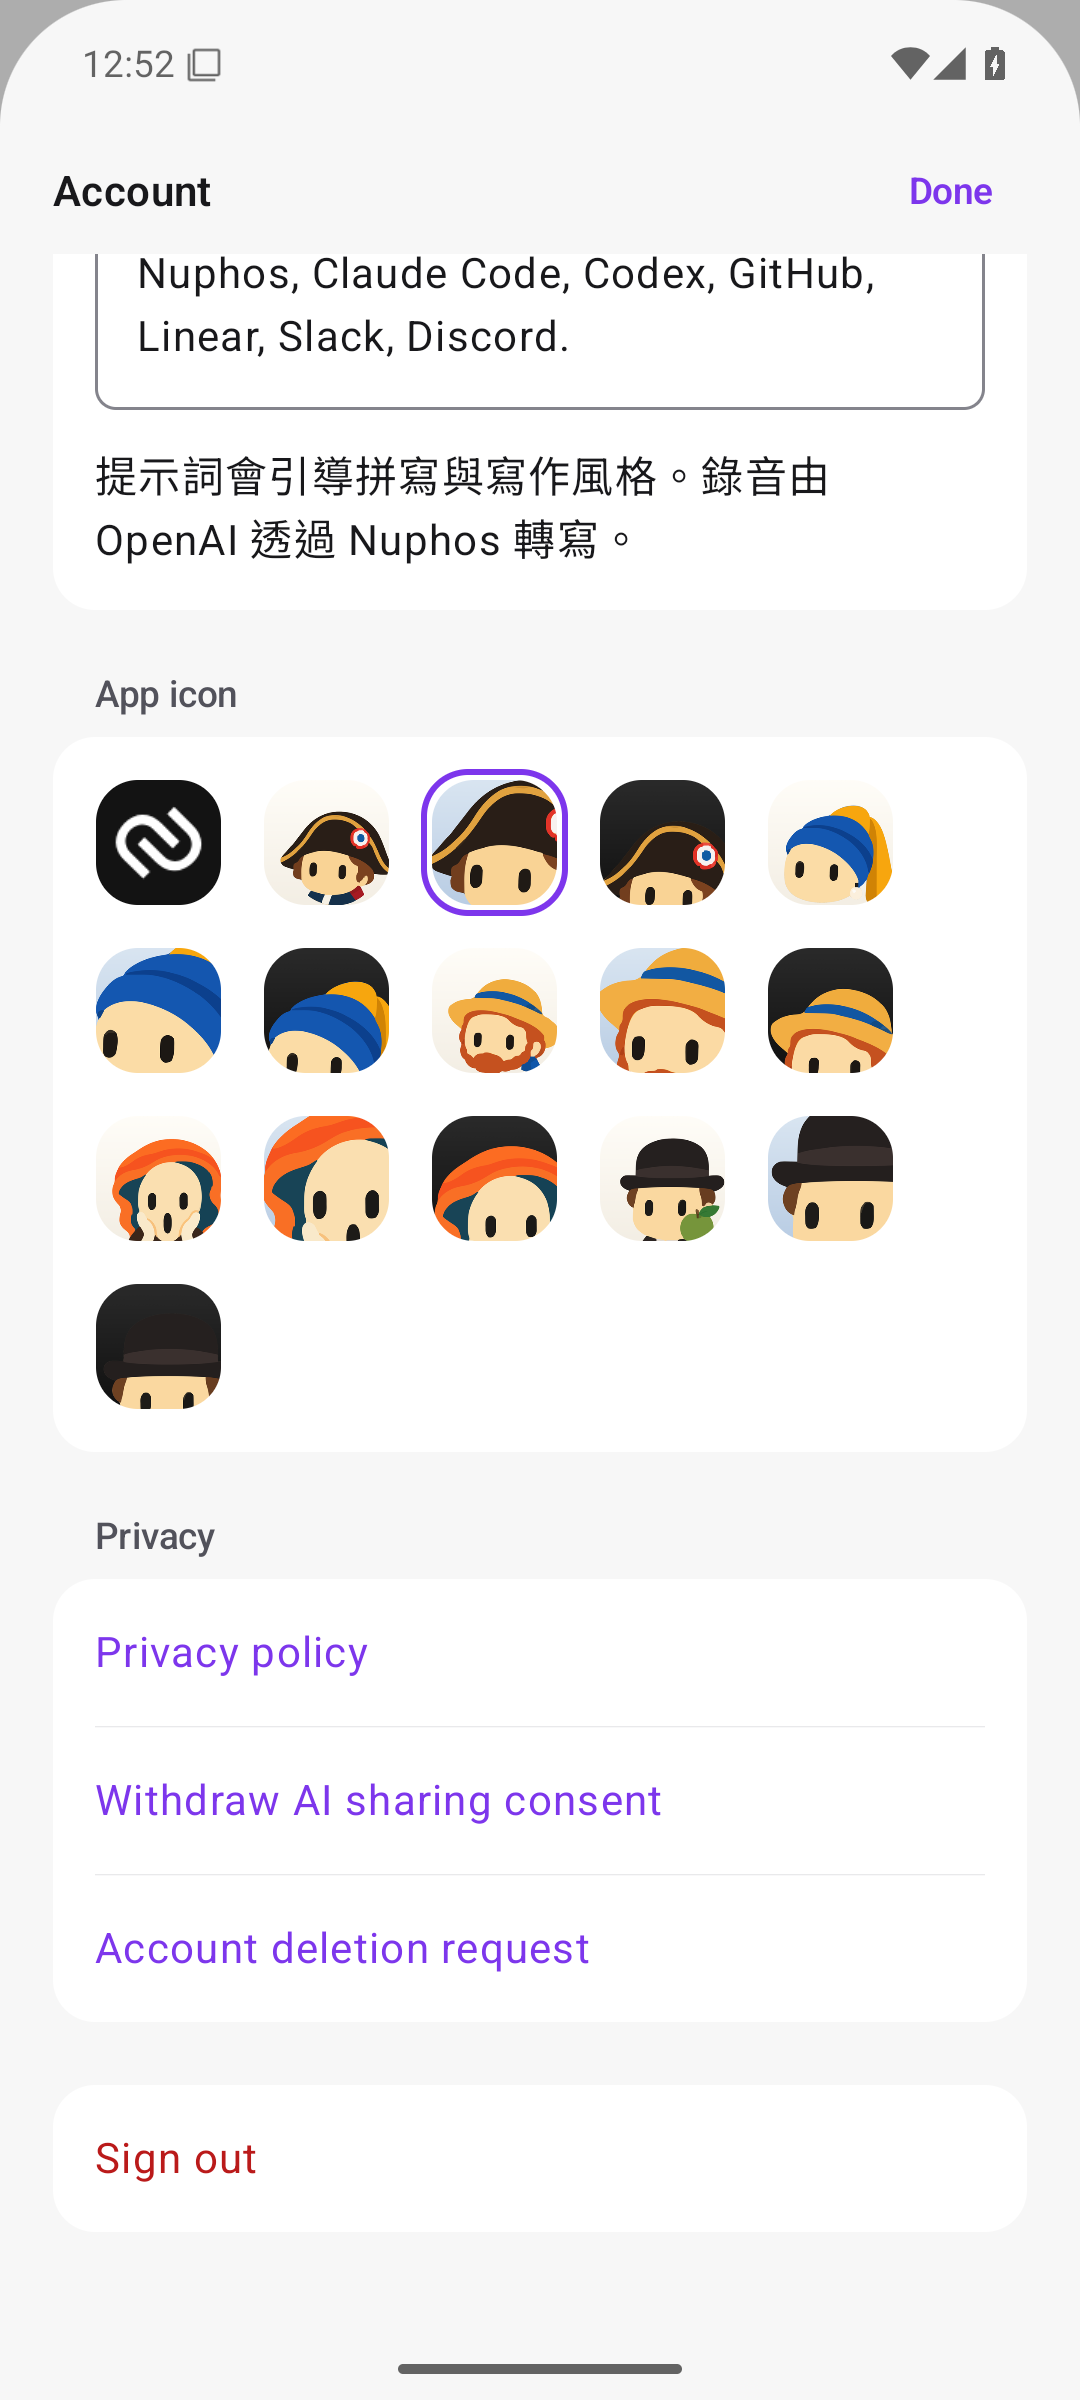 12:52
Account
Done
Nuphos, Claude Code, Codex, GitHub,
Linear, Slack, Discord.
提示詞會引導拼寫與寫作風格。錄音由
OpenAI 透過 Nuphos 轉寫。
App icon
Privacy
Privacy policy
Withdraw AI sharing consent
Account deletion request
Sign out